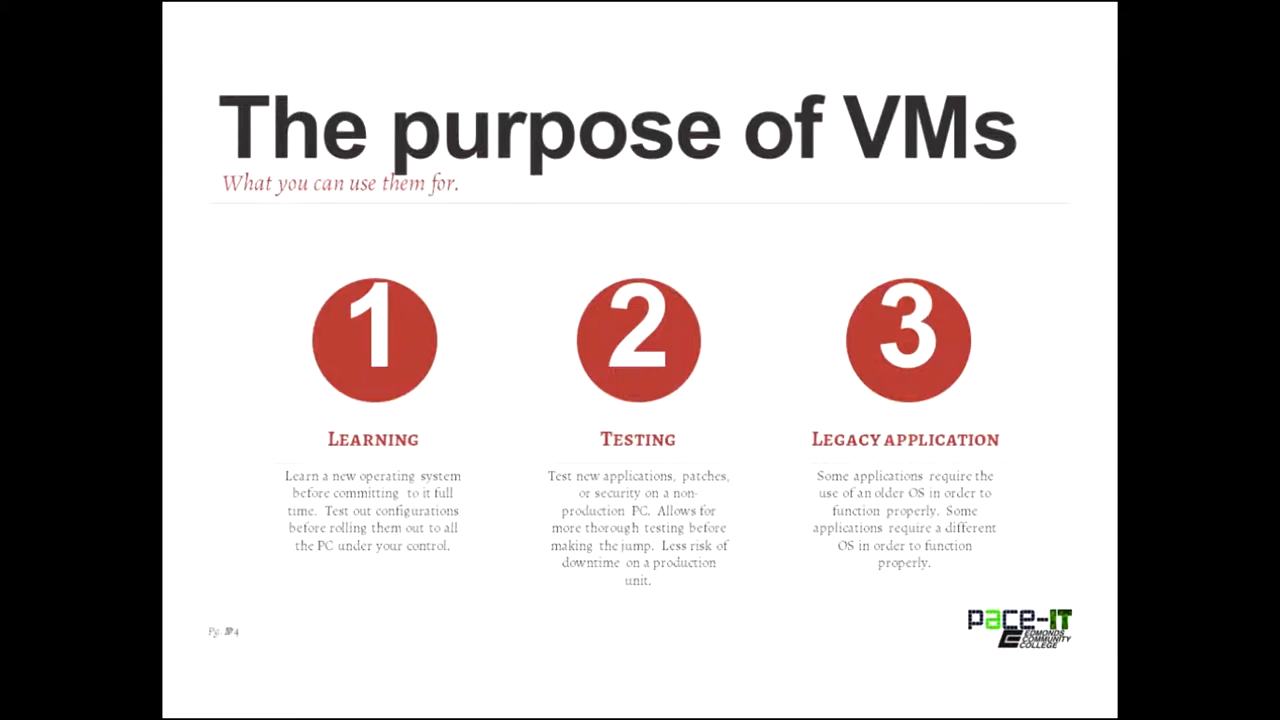 The purpose of VMs
What you can use them for.
1
2
3
LEARNING
Learn a new operating system
before committing to it full
time. Test out configurations
before rolling them out to all
the PC under your control.
TESTING
Test new applications, patches,
or security on a non-
production PC. Allows for
more thorough testing before
making the jump. Less risk of
downtime on a production
unit.
LEGACY APPLICATION
Some applications require the
use of an older OS in order to
function properly. Some
applications require a different
OS in order to function
properly.
Pg. 4
pace-IT
EDMONDS
COMMUNITY
COLLEGE